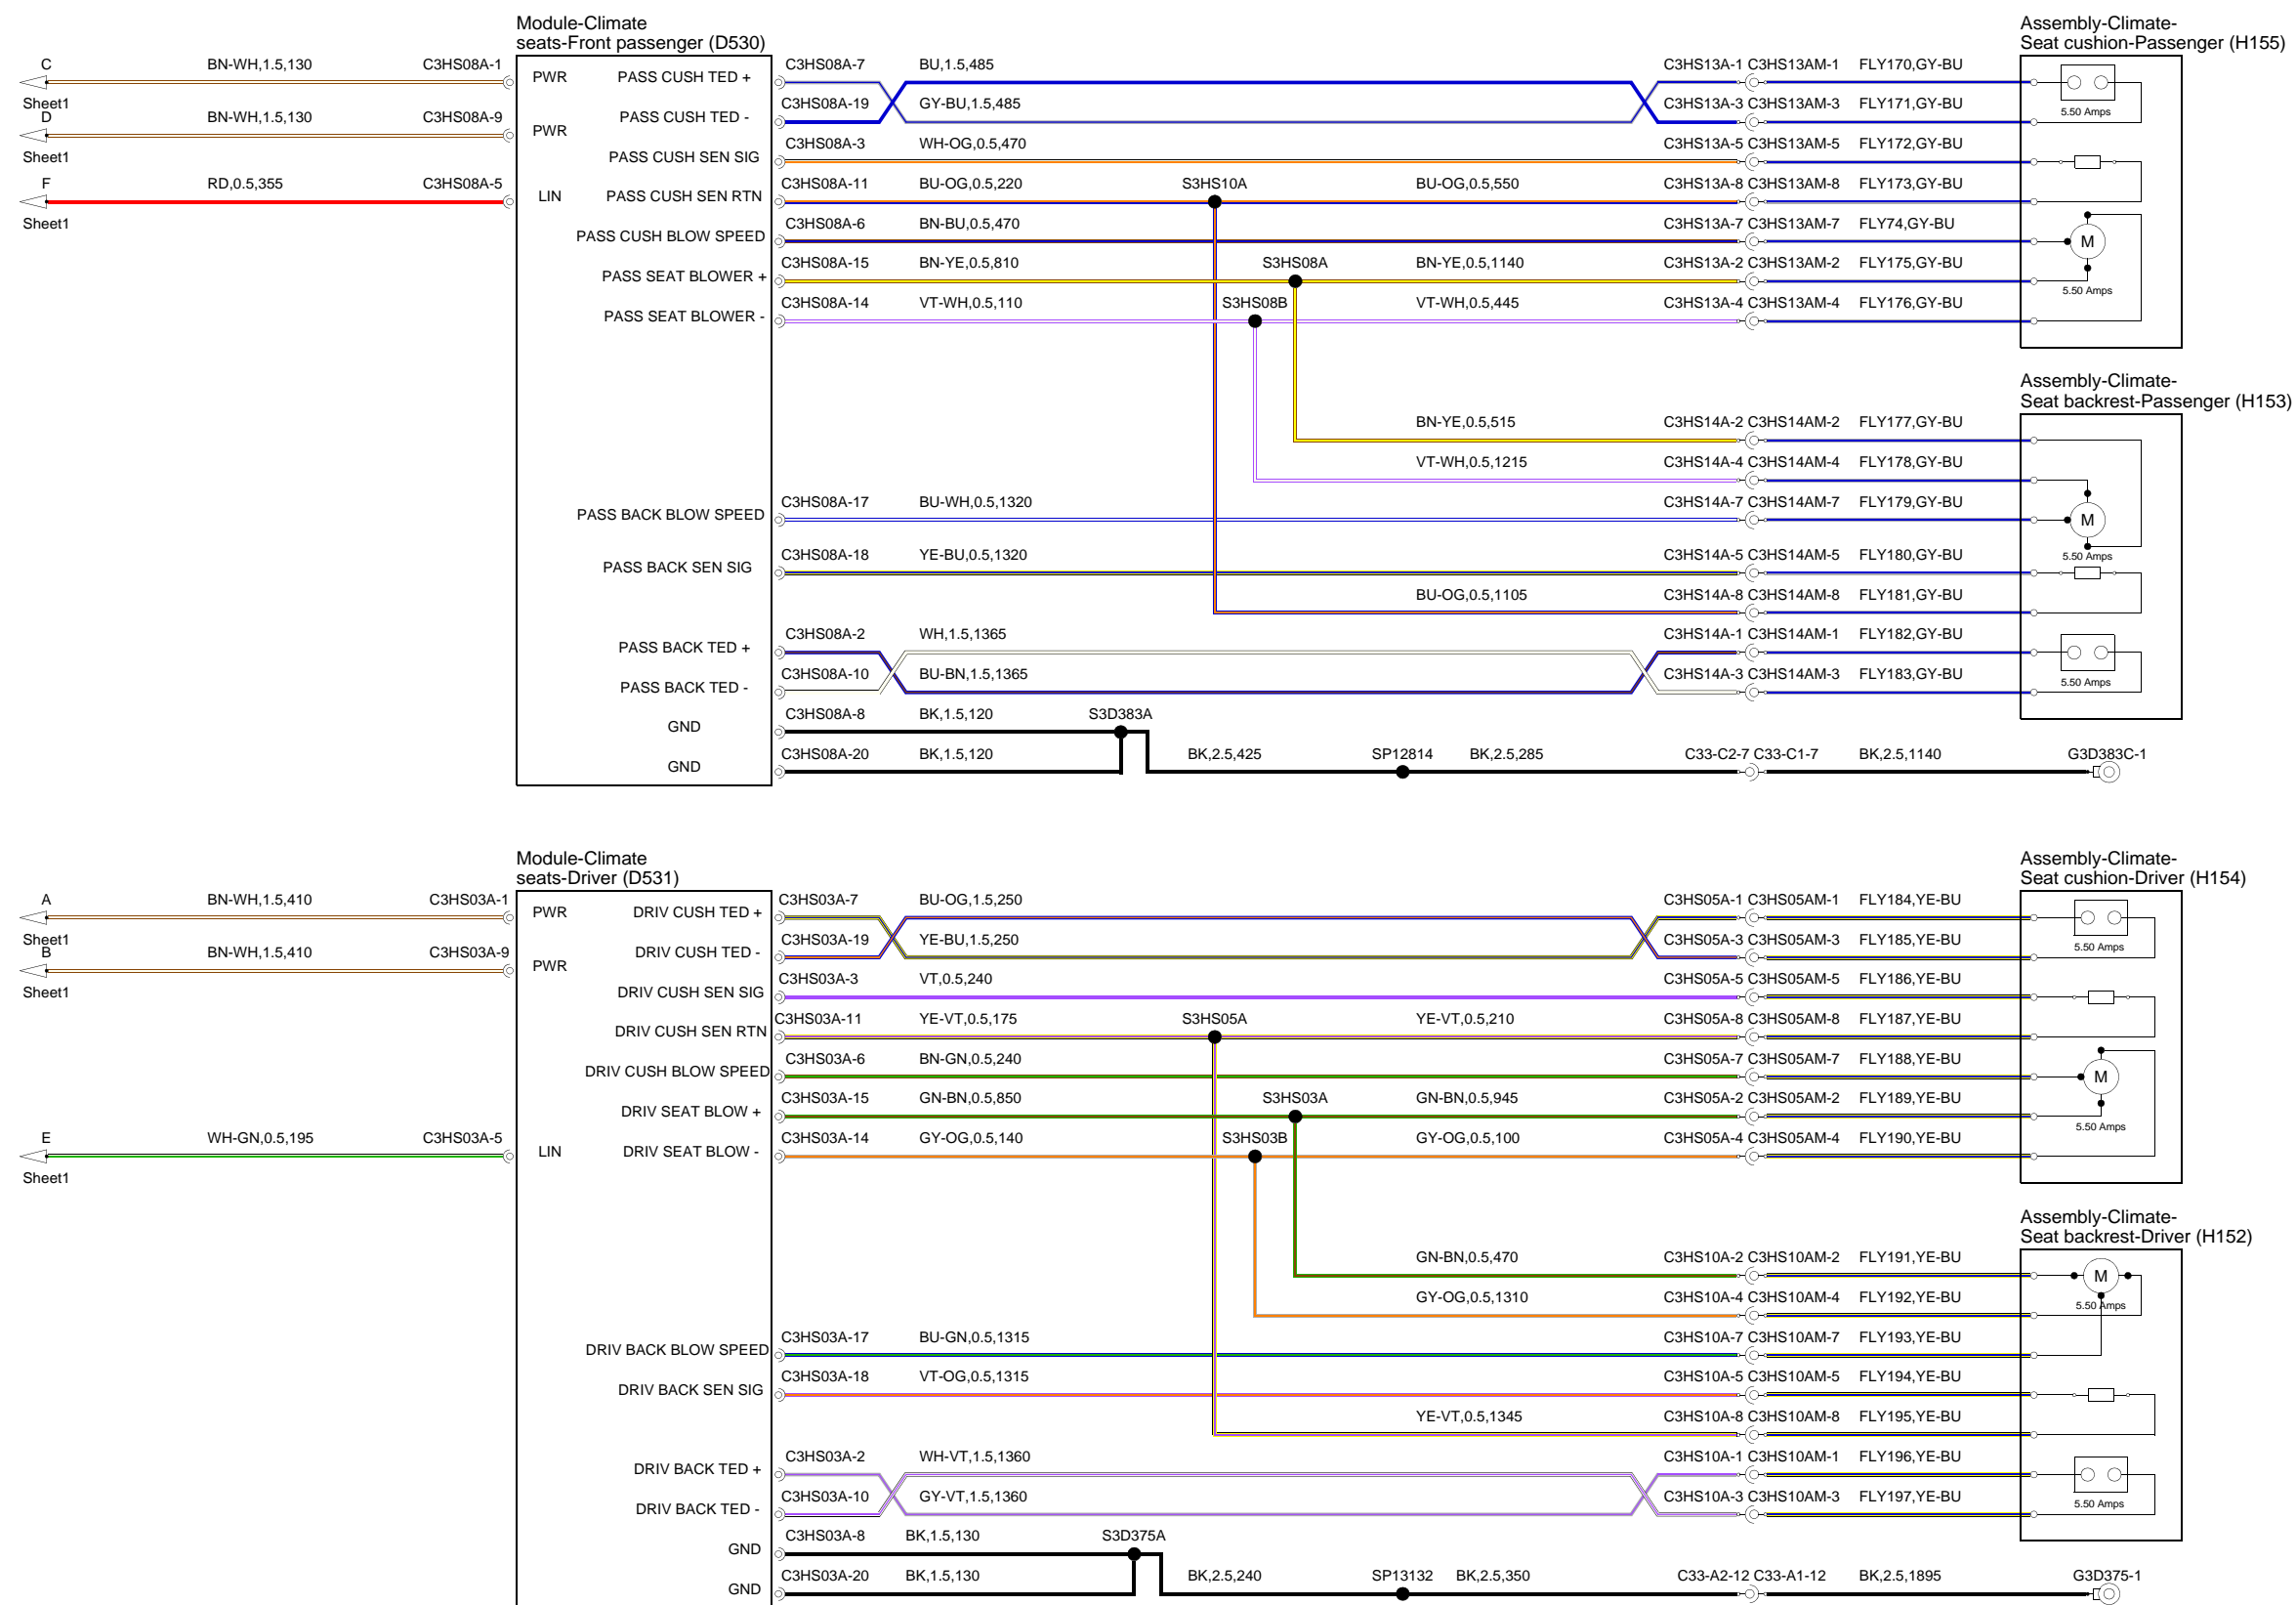 Module-Climate
seats-Front passenger (D530)
Assembly-Climate-
Seat cushion-Passenger (H155)
C BN-WH,1.5,130 C3HS08A-1 PWR PASS CUSH TED + C3HS08A-7 BU,1.5,485 C3HS13A-1 C3HS13AM-1 FLY170,GY-BU
Sheet1
D BN-WH,1.5,130 C3HS08A-9 PWR PASS CUSH TED - C3HS08A-19 GY-BU,1.5,485 C3HS13A-3 C3HS13AM-3 FLY171,GY-BU
5.50 Amps
Sheet1
PASS CUSH SEN SIG C3HS08A-3 WH-OG,0.5,470 C3HS13A-5 C3HS13AM-5 FLY172,GY-BU
F RD,0.5,355 C3HS08A-5 LIN PASS CUSH SEN RTN C3HS08A-11 BU-OG,0.5,220 S3HS10A BU-OG,0.5,550 C3HS13A-8 C3HS13AM-8 FLY173,GY-BU
Sheet1
PASS CUSH BLOW SPEED C3HS08A-6 BN-BU,0.5,470 C3HS13A-7 C3HS13AM-7 FLY74,GY-BU
M
PASS SEAT BLOWER + C3HS08A-15 BN-YE,0.5,810 S3HS08A BN-YE,0.5,1140 C3HS13A-2 C3HS13AM-2 FLY175,GY-BU
5.50 Amps
PASS SEAT BLOWER - C3HS08A-14 VT-WH,0.5,110 S3HS08B VT-WH,0.5,445 C3HS13A-4 C3HS13AM-4 FLY176,GY-BU
Assembly-Climate-
Seat backrest-Passenger (H153)
BN-YE,0.5,515 C3HS14A-2 C3HS14AM-2 FLY177,GY-BU
VT-WH,0.5,1215 C3HS14A-4 C3HS14AM-4 FLY178,GY-BU
PASS BACK BLOW SPEED C3HS08A-17 BU-WH,0.5,1320 C3HS14A-7 C3HS14AM-7 FLY179,GY-BU
M
5.50 Amps
PASS BACK SEN SIG C3HS08A-18 YE-BU,0.5,1320 C3HS14A-5 C3HS14AM-5 FLY180,GY-BU
BU-OG,0.5,1105 C3HS14A-8 C3HS14AM-8 FLY181,GY-BU
PASS BACK TED + C3HS08A-2 WH,1.5,1365 C3HS14A-1 C3HS14AM-1 FLY182,GY-BU
PASS BACK TED - C3HS08A-10 BU-BN,1.5,1365 C3HS14A-3 C3HS14AM-3 FLY183,GY-BU
5.50 Amps
GND C3HS08A-8 BK,1.5,120 S3D383A
GND C3HS08A-20 BK,1.5,120 BK,2.5,425 SP12814 BK,2.5,285 C33-C2-7 C33-C1-7 BK,2.5,1140 G3D383C-1
Module-Climate
seats-Driver (D531)
Assembly-Climate-
Seat cushion-Driver (H154)
A BN-WH,1.5,410 C3HS03A-1 PWR DRIV CUSH TED + C3HS03A-7 BU-OG,1.5,250 C3HS05A-1 C3HS05AM-1 FLY184,YE-BU
Sheet1
B BN-WH,1.5,410 C3HS03A-9 PWR DRIV CUSH TED - C3HS03A-19 YE-BU,1.5,250 C3HS05A-3 C3HS05AM-3 FLY185,YE-BU
5.50 Amps
Sheet1
DRIV CUSH SEN SIG C3HS03A-3 VT,0.5,240 C3HS05A-5 C3HS05AM-5 FLY186,YE-BU
DRIV CUSH SEN RTN C3HS03A-11 YE-VT,0.5,175 S3HS05A YE-VT,0.5,210 C3HS05A-8 C3HS05AM-8 FLY187,YE-BU
DRIV CUSH BLOW SPEED C3HS03A-6 BN-GN,0.5,240 C3HS05A-7 C3HS05AM-7 FLY188,YE-BU
M
DRIV SEAT BLOW + C3HS03A-15 GN-BN,0.5,850 S3HS03A GN-BN,0.5,945 C3HS05A-2 C3HS05AM-2 FLY189,YE-BU
5.50 Amps
E WH-GN,0.5,195 C3HS03A-5 LIN DRIV SEAT BLOW - C3HS03A-14 GY-OG,0.5,140 S3HS03B GY-OG,0.5,100 C3HS05A-4 C3HS05AM-4 FLY190,YE-BU
Sheet1
Assembly-Climate-
Seat backrest-Driver (H152)
GN-BN,0.5,470 C3HS10A-2 C3HS10AM-2 FLY191,YE-BU
M
GY-OG,0.5,1310 C3HS10A-4 C3HS10AM-4 FLY192,YE-BU
5.50 Amps
DRIV BACK BLOW SPEED C3HS03A-17 BU-GN,0.5,1315 C3HS10A-7 C3HS10AM-7 FLY193,YE-BU
DRIV BACK SEN SIG C3HS03A-18 VT-OG,0.5,1315 C3HS10A-5 C3HS10AM-5 FLY194,YE-BU
YE-VT,0.5,1345 C3HS10A-8 C3HS10AM-8 FLY195,YE-BU
DRIV BACK TED + C3HS03A-2 WH-VT,1.5,1360 C3HS10A-1 C3HS10AM-1 FLY196,YE-BU
DRIV BACK TED - C3HS03A-10 GY-VT,1.5,1360 C3HS10A-3 C3HS10AM-3 FLY197,YE-BU
5.50 Amps
GND C3HS03A-8 BK,1.5,130 S3D375A
GND C3HS03A-20 BK,1.5,130 BK,2.5,240 SP13132 BK,2.5,350 C33-A2-12 C33-A1-12 BK,2.5,1895 G3D375-1